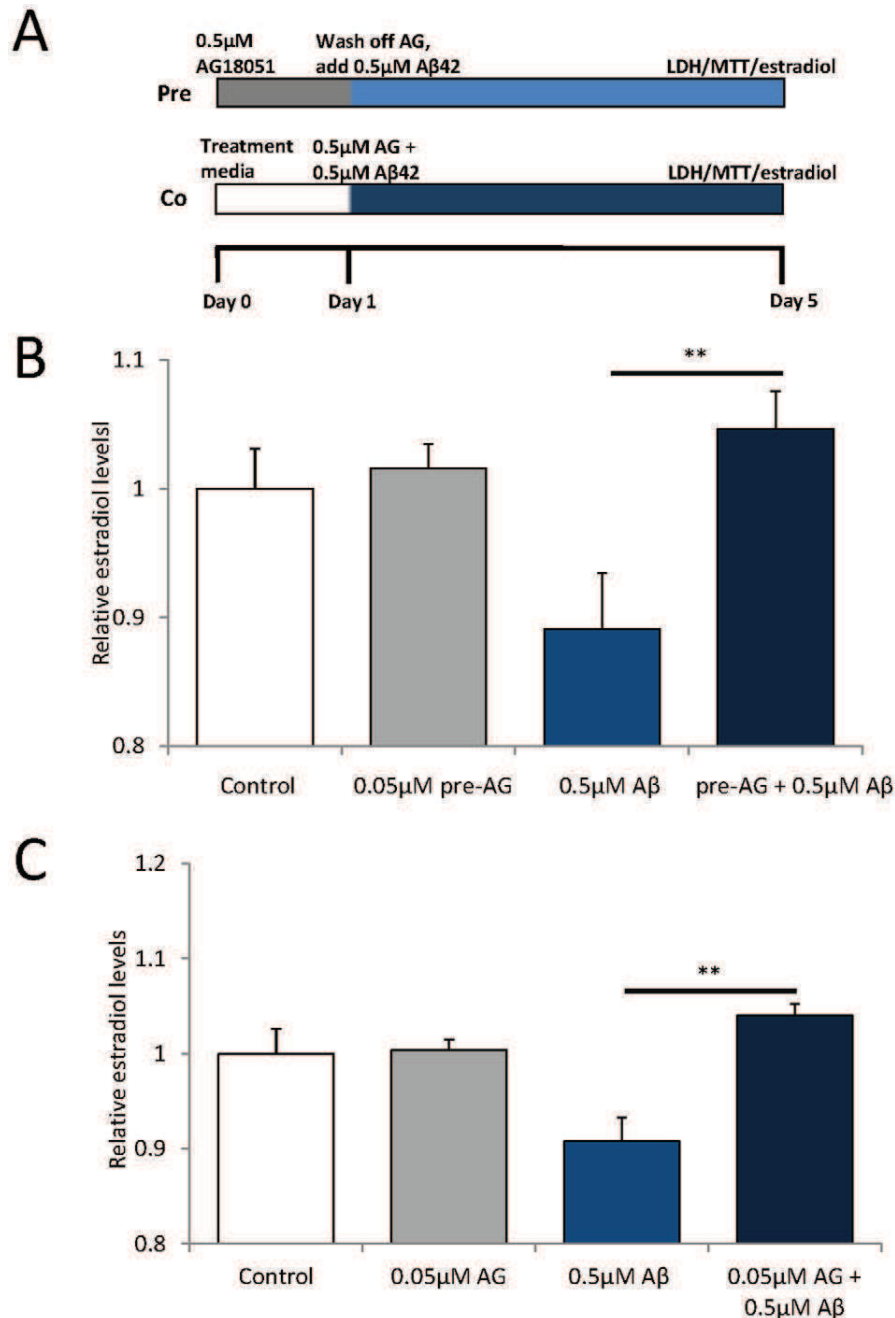 A
0.5µM
AG18051
Wash off AG,
add 0.5µM Aβ42
LDH/MTT/estradiol
Pre
Treatment
media
0.5µM AG +
0.5µM Aβ42
LDH/MTT/estradiol
Co
Day 0
Day 1
Day 5
B
Relative estradiol levelsl
1.1
1
0.9
0.8
**
Control
0.05µM pre-AG
0.5µM Aβ
pre-AG + 0.5µM Aβ
C
Relative estradiol levels
1.2
1.1
1
0.9
0.8
**
Control
0.05µM AG
0.5µM Aβ
0.05µM AG +
0.5µM Aβ